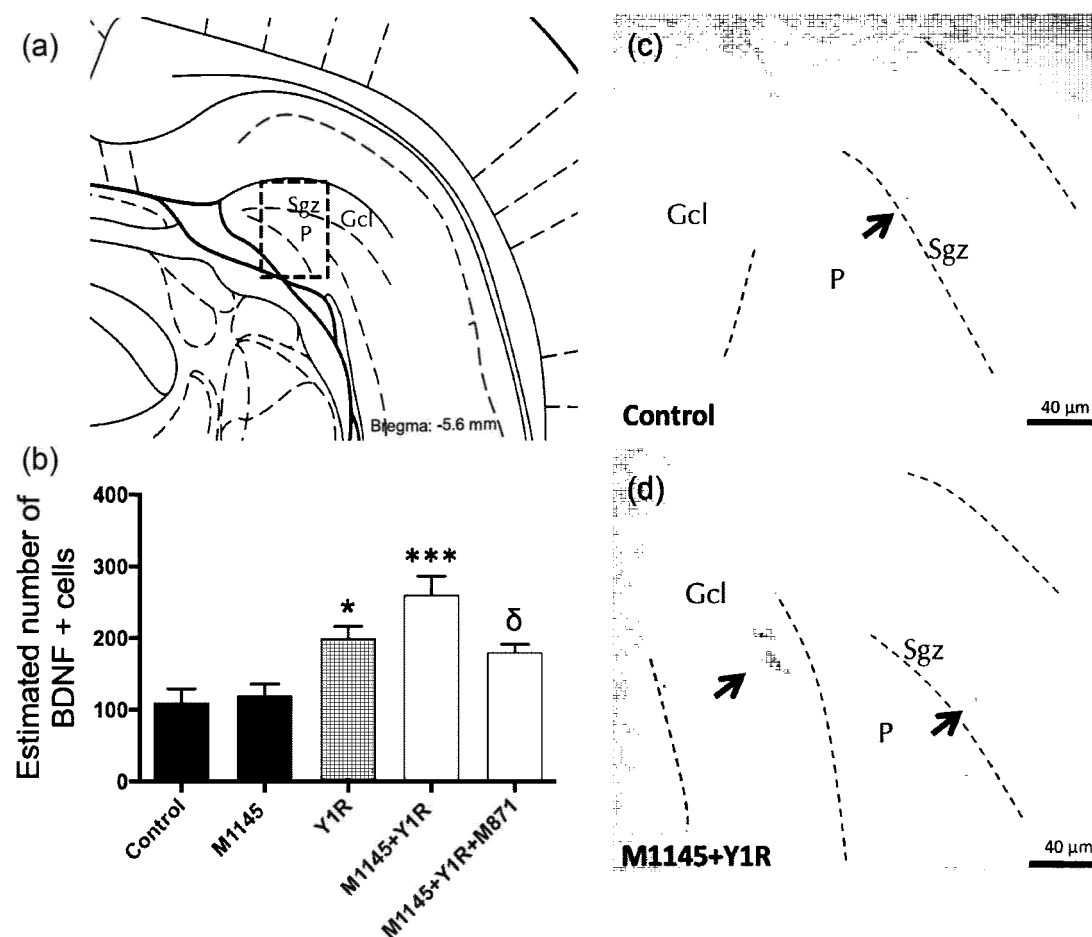 (a)
Sgz
Gcl
P
Bregma: -5.6 mm
(b)
Estimated number of
BDNF + cells
400
300
200
100
0
*
***
δ
Control
M1145
Y1R
M1145+Y1R
M1145+Y1R+M871
(c)
Gcl
Sgz
P
Control
40 µm
(d)
Gcl
Sgz
P
M1145+Y1R
40 µm